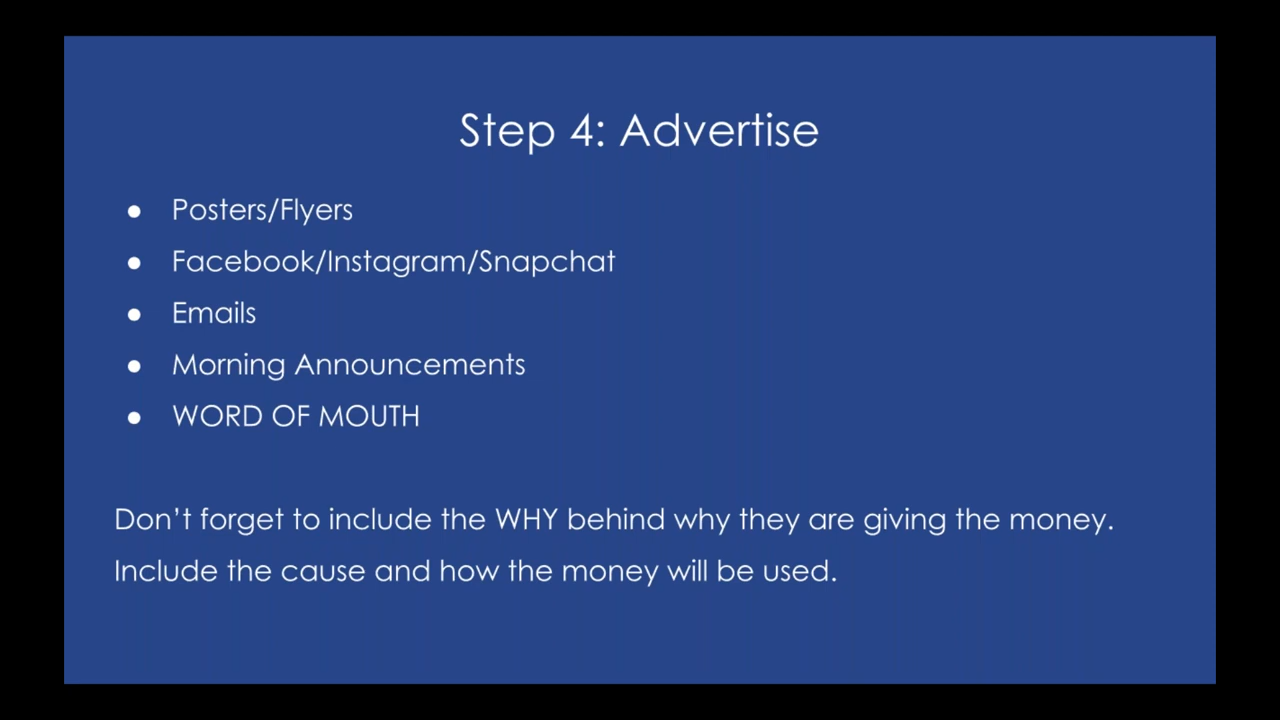 Step 4: Advertise
● Posters/Flyers
● Facebook/Instagram/Snapchat
● Emails
● Morning Announcements
● WORD OF MOUTH
Don’t forget to include the WHY behind why they are giving the money.
Include the cause and how the money will be used.